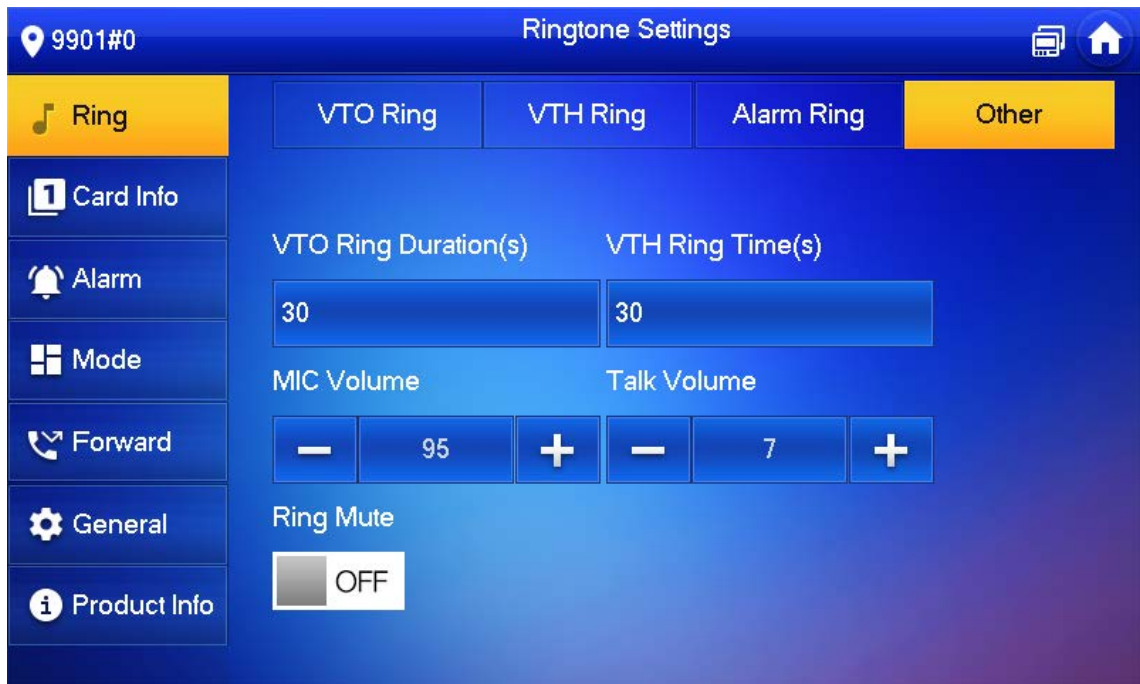 9901#0
Ringtone Settings
Ring
Card Info
Alarm
Mode
Forward
General
Product Info
VTO Ring
VTH Ring
Alarm Ring
Other
VTO Ring Duration(s)
VTH Ring Time(s)
30
30
MIC Volume
Talk Volume
95
7
Ring Mute
OFF